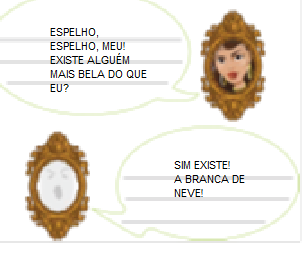 ESPELHO,
ESPELHO, MEU!
EXISTE ALGUÉM
MAIS BELA DO QUE
EU?
SIM EXISTE!
A BRANCA DE
NEVE!